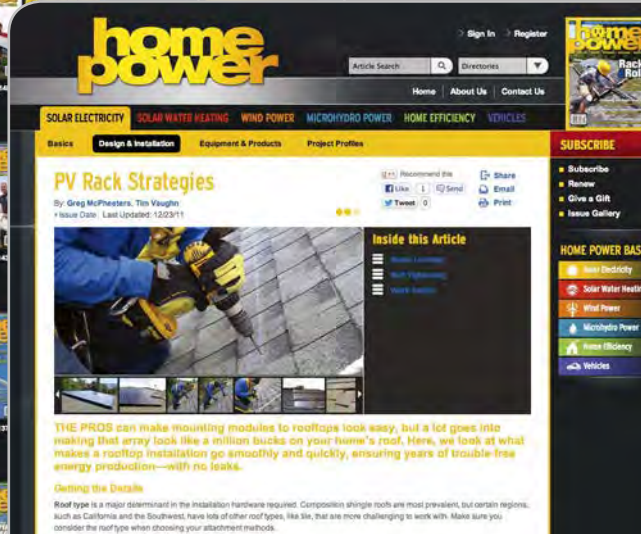 home
power
Sign In
Register
Article Search
Directories
Home
About Us
Contact Us
SOLAR ELECTRICITY
SOLAR WATER HEATING
WIND POWER
MICROHYDRO POWER
HOME EFFICIENCY
VEHICLES
Basics
Design & Installation
Equipment & Products
Project Profiles
PV Rack Strategies
By: Greg McPheeters, Tim Vaughn
Issue Date: Last Updated: 12/23/11
Recommend this
Like 1 Send
Tweet 0
Share
Email
Print
Inside this Article
THE PROS can make mounting modules to rooftops look easy, but a lot goes into
making that array look like a million bucks on your home's roof. Here, we look at what
makes a rooftop installation go smoothly and quickly, ensuring years of trouble-free
energy production—with no leaks.
Getting the Details
Roof type is a major determinant in the installation hardware required. Composition shingle roofs are most prevalent, but certain regions,
such as California and the Southwest, have lots of other roof types, like tile, that are more challenging to work with. Make sure you
consider the roof type when choosing your attachment methods.
home
power
Rack
SUBSCRIBE
Subscribe
Renew
Give a Gift
Issue Gallery
HOME POWER BAS
Solar Electricity
Solar Water Heatin
Wind Power
Microhydro Power
Home Efficiency
Vehicles